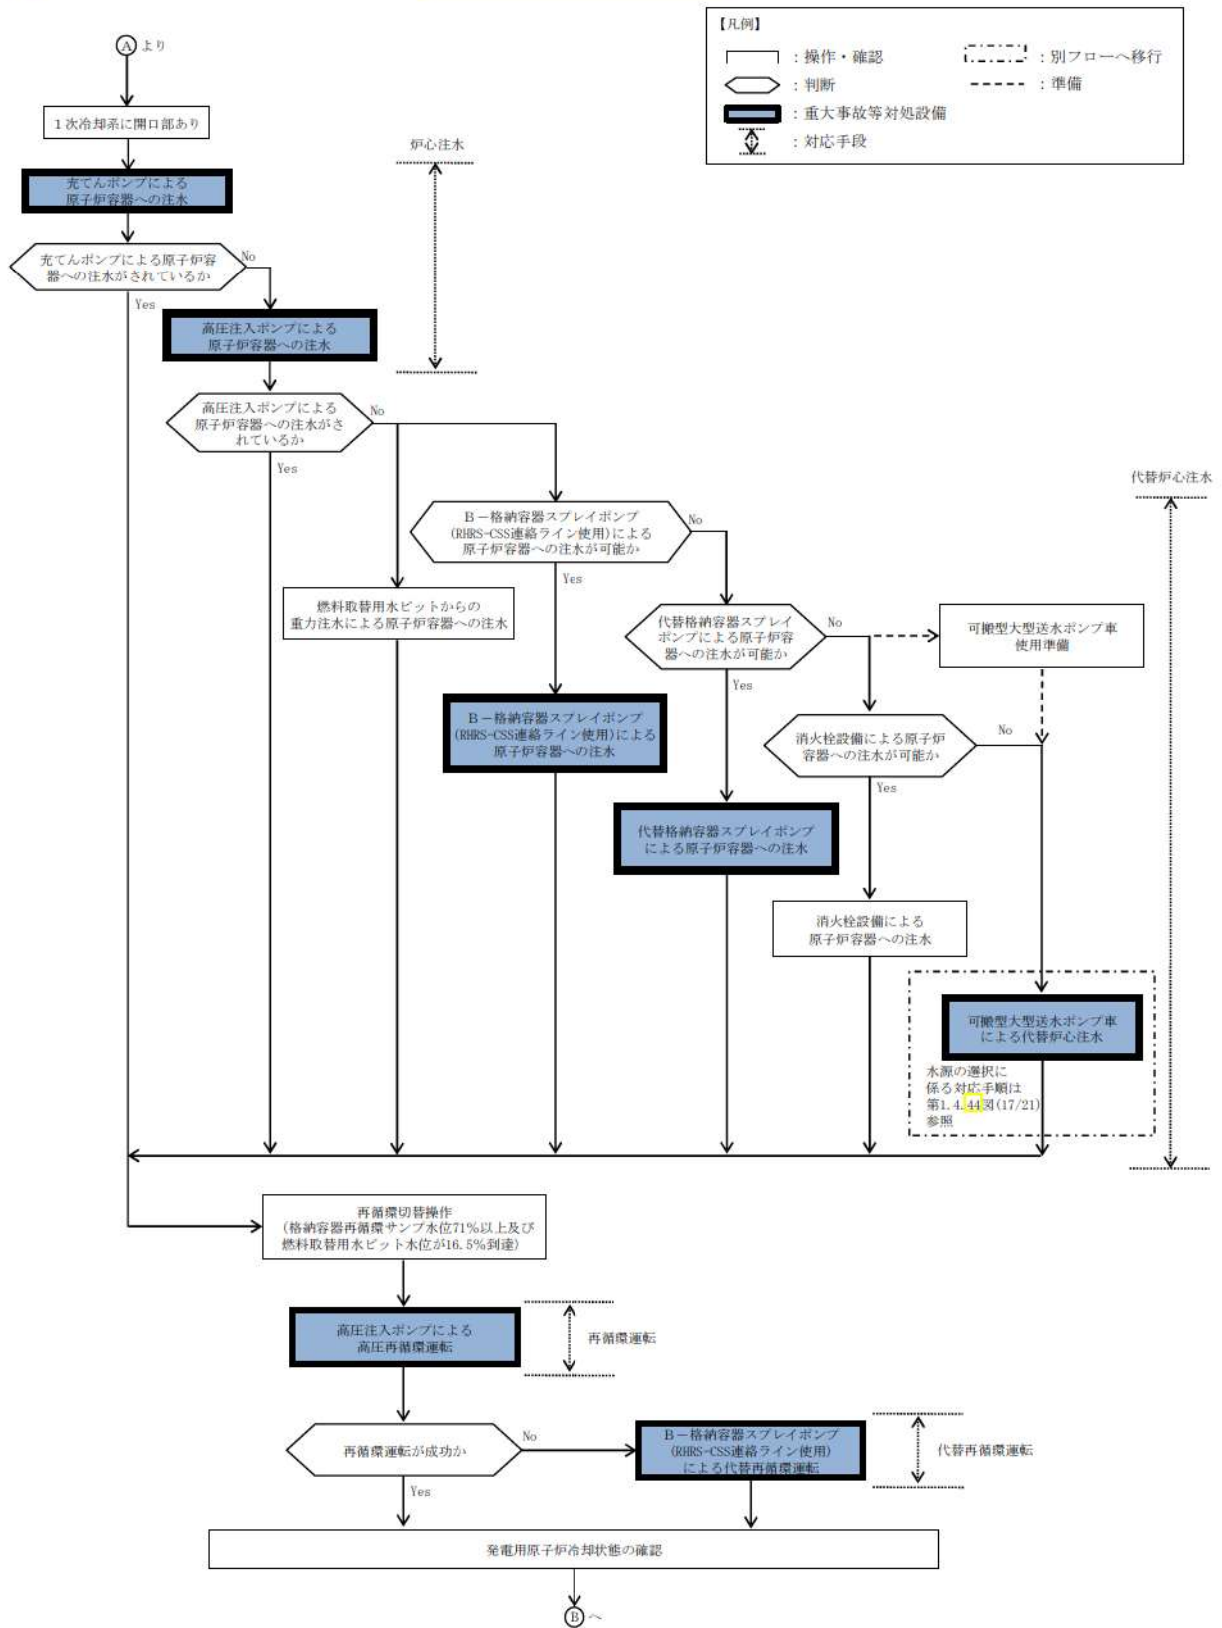 【凡例】
：操作・確認
：別フローへ移行
：判断
：準備
：重大事故等対処設備
：対応手段
Ⓐより
１次冷却系に開口部あり
炉心注水
充てんポンプによる
原子炉容器への注水
充てんポンプによる原子炉容
器への注水がされているか
No
Yes
高圧注入ポンプによる
原子炉容器への注水
高圧注入ポンプによる
原子炉容器への注水がさ
れているか
No
Yes
代替炉心注水
Ｂ－格納容器スプレイポンプ
(RHRS-CSS連絡ライン使用)による
原子炉容器への注水が可能か
No
Yes
燃料取替用水ピットからの
重力注水による原子炉容器への注水
代替格納容器スプレイ
ポンプによる原子炉容
器への注水が可能か
No
Yes
可搬型大型送水ポンプ車
使用準備
Ｂ－格納容器スプレイポンプ
(RHRS-CSS連絡ライン使用)による
原子炉容器への注水
消火栓設備による原子炉
容器への注水が可能か
No
Yes
代替格納容器スプレイポンプ
による原子炉容器への注水
消火栓設備による
原子炉容器への注水
可搬型大型送水ポンプ車
による代替炉心注水
水源の選択に
係る対応手順は
第1.4.44図(17/21)
参照
再循環切替操作
(格納容器再循環サンプ水位71％以上及び
燃料取替用水ピット水位が16.5％到達)
高圧注入ポンプによる
高圧再循環運転
再循環運転
再循環運転が成功か
No
Yes
Ｂ－格納容器スプレイポンプ
(RHRS-CSS連絡ライン使用)
による代替再循環運転
代替再循環運転
発電用原子炉冷却状態の確認
Ⓑへ